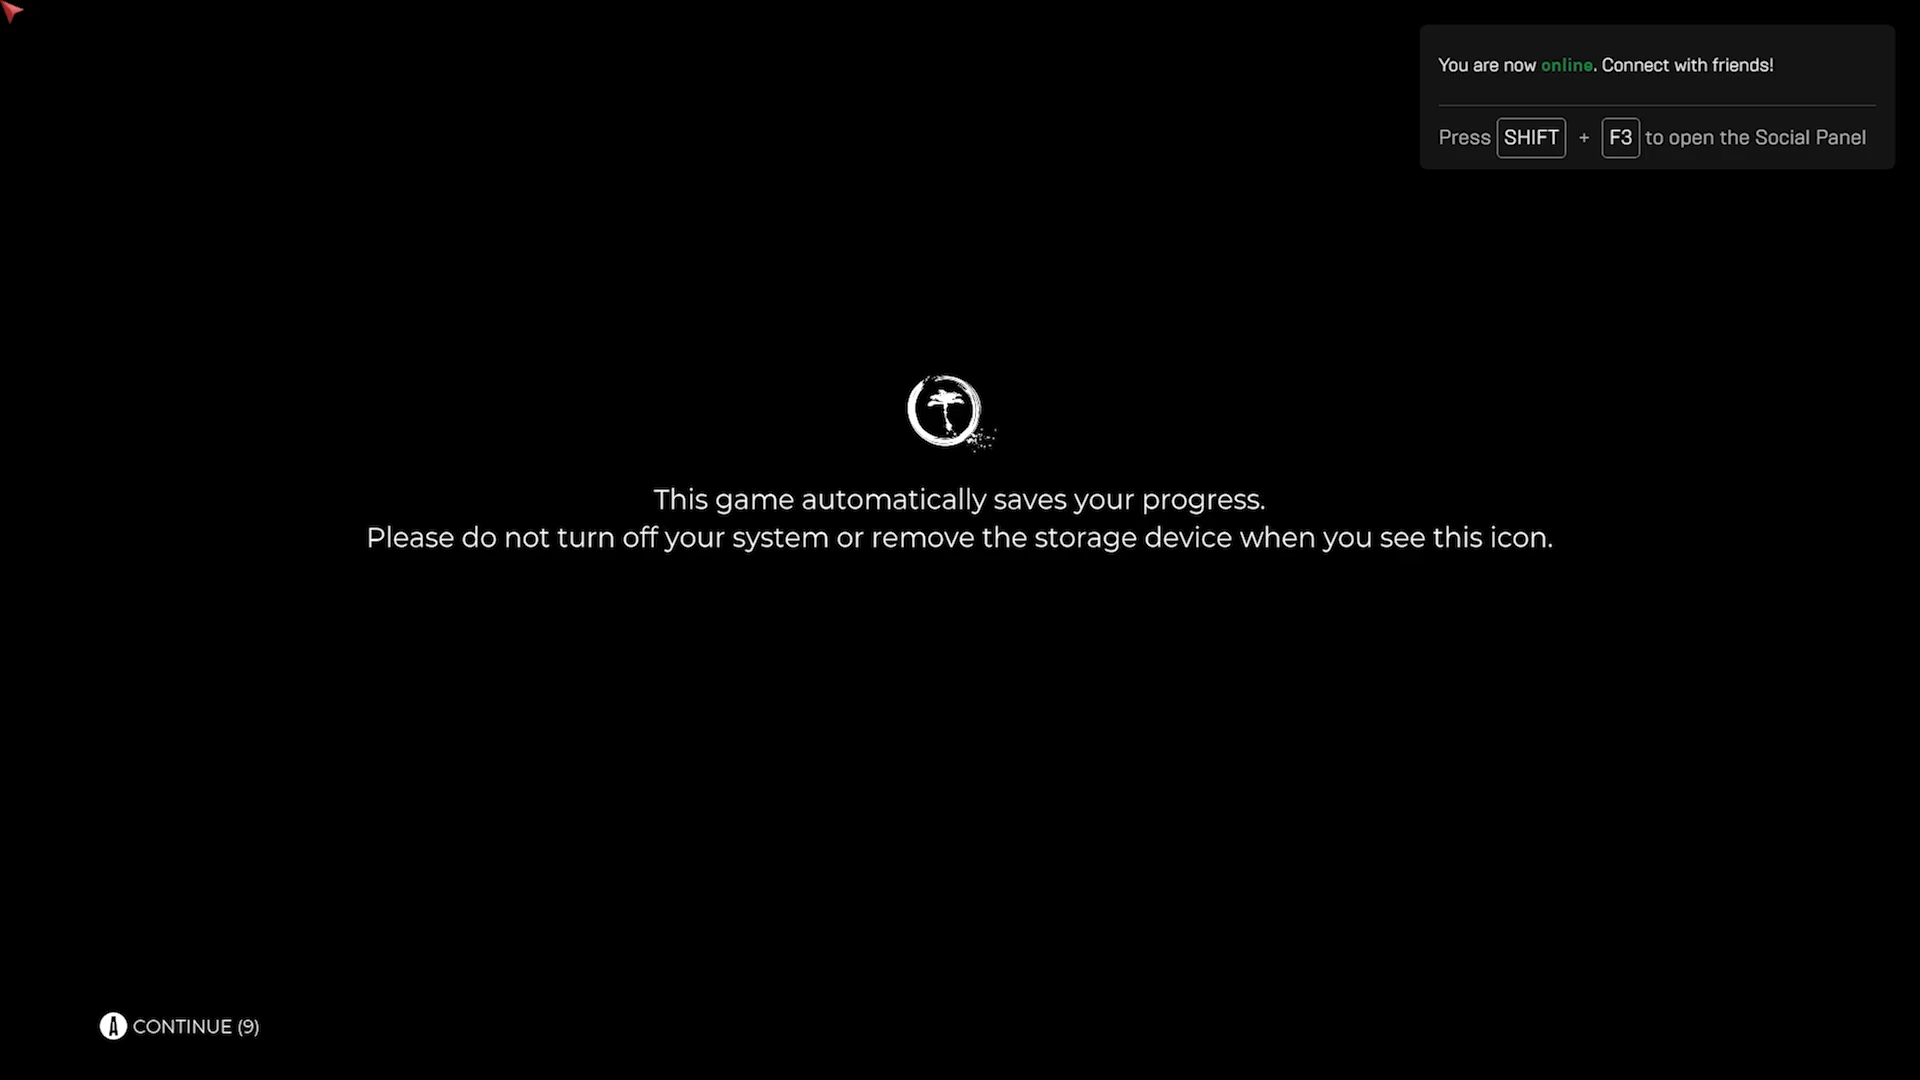 You are now online. Connect with friends!
Press SHIFT + F3 to open the Social Panel
This game automatically saves your progress.
Please do not turn off your system or remove the storage device when you see this icon.
A CONTINUE (9)